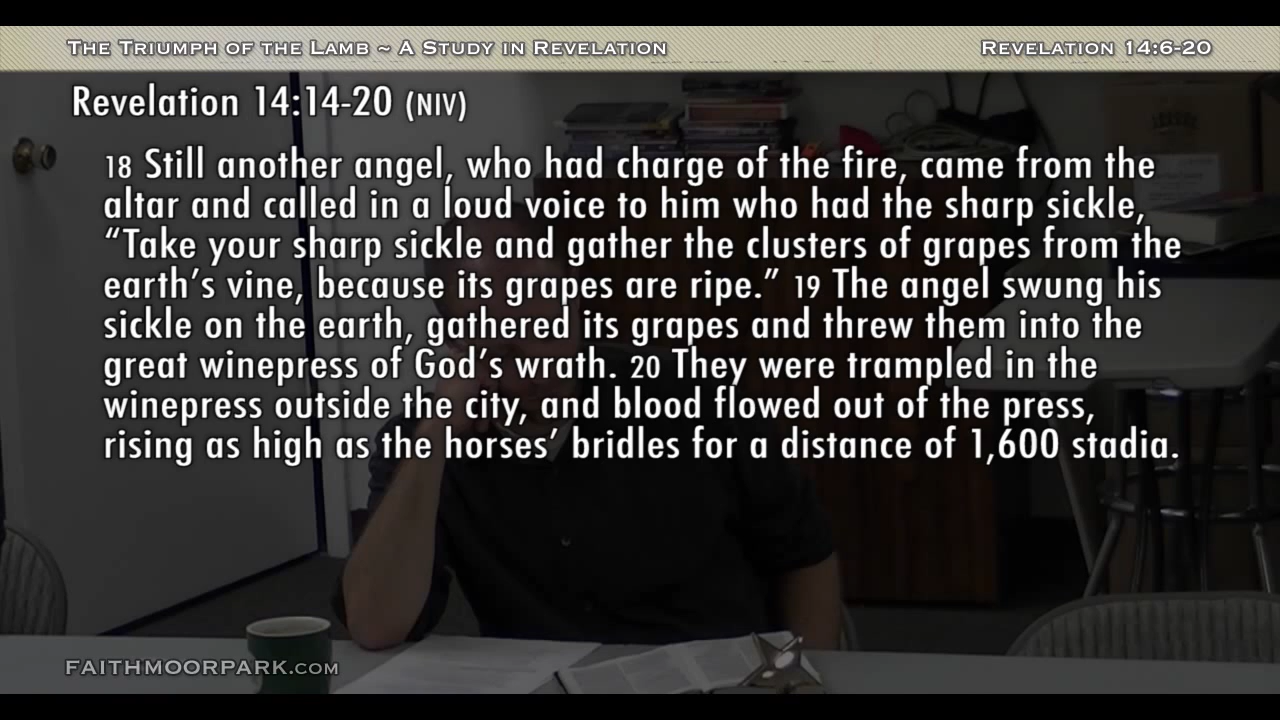 The Triumph of the Lamb ~ A Study in Revelation
Revelation 14:6-20
Revelation 14:14-20 (NIV)
18 Still another angel, who had charge of the fire, came from the
altar and called in a loud voice to him who had the sharp sickle,
“Take your sharp sickle and gather the clusters of grapes from the
earth’s vine, because its grapes are ripe.” 19 The angel swung his
sickle on the earth, gathered its grapes and threw them into the
great winepress of God’s wrath. 20 They were trampled in the
winepress outside the city, and blood flowed out of the press,
rising as high as the horses’ bridles for a distance of 1,600 stadia.
faithmoorpark.com